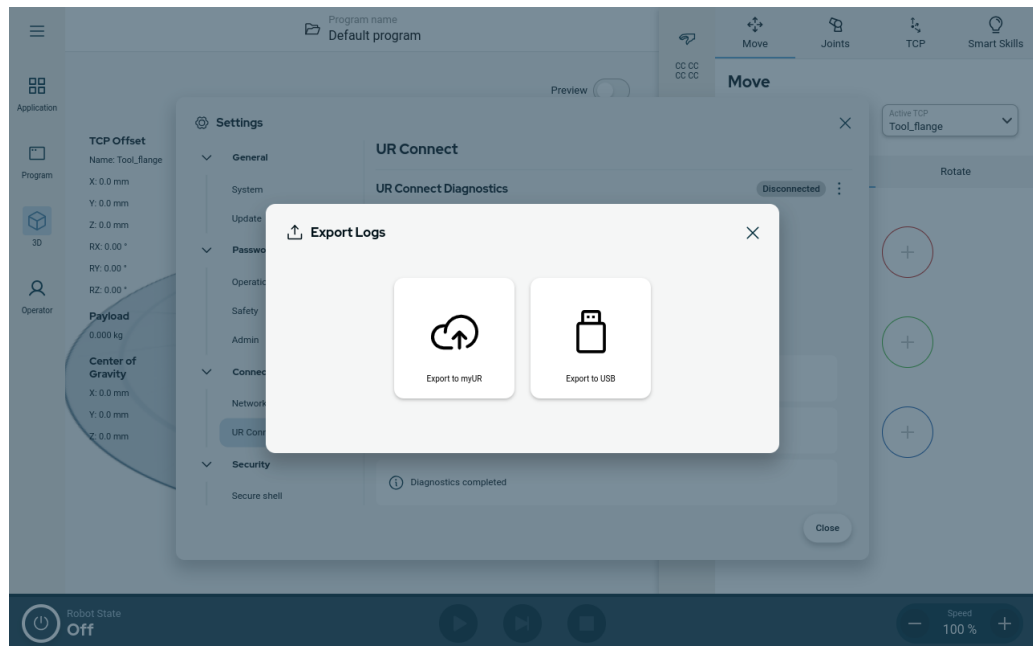 Program name
Default program
Move
Joints
TCP
Smart Skills
CC CC
CC CC
Application
Preview
Move
Settings
Active TCP
Tool_flange
TCP Offset
Name: Tool_flange
General
UR Connect
Program
X: 0.0 mm
System
UR Connect Diagnostics
Disconnected
Rotate
Y: 0.0 mm
Update
Z: 0.0 mm
Export Logs
3D
RX: 0.00 °
Passwo
RY: 0.00 °
Operatio
RZ: 0.00 °
Operator
Payload
Safety
0.000 kg
Admin
Center of
Gravity
Connec
Export to myUR
Export to USB
X: 0.0 mm
Network
Y: 0.0 mm
UR Conn
Z: 0.0 mm
Security
Diagnostics completed
Secure shell
Close
Robot State
Off
Speed
100 %